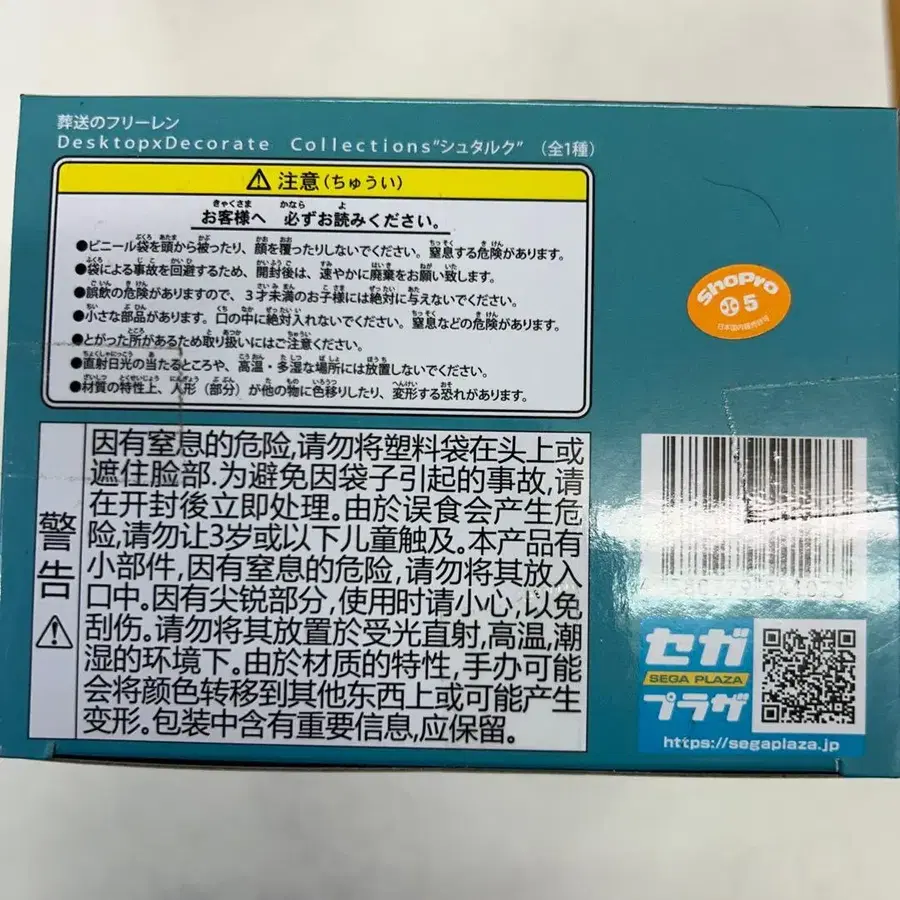 葬送のフリーレン
DesktopxDecorate Collections"シュタルク" (全1種)
⚠ 注意(ちゅうい)
きゃくさま かなら よ
お客様へ 必ずお読みください。
●ビニール袋を頭から被ったり、顔を覆ったりしないでください。窒息する危険があります。
●袋による事故を回避するため、開封後は、速やかに廃棄をお願い致します。
●誤飲の危険がありますので、3才未満のお子様には絶対に与えないでください。
●小さな部品があります。口の中に絶対入れないでください。窒息などの危険があります。
●とがった所があるため取り扱いにはご注意ください。
●直射日光の当たるところや、高温・多湿な場所には放置しないでください。
●材質の特性上、人形(部分)が他の物に色移りしたり、変形する恐れがあります。
shopro
5
日本国内販売許可
警告⚠
因有窒息的危险,请勿将塑料袋在头上或
遮住脸部.为避免因袋子引起的事故,请
在开封後立即处理.由於误食会产生危
险,请勿让3岁或以下儿童触及.本产品有
小部件,因有窒息的危险,请勿将其放入
口中.因有尖锐部分,使用时请小心,以免
刮伤.请勿将其放置於受光直射,高温,潮
湿的环境下.由於材质的特性,手办可能
会将颜色转移到其他东西上或可能产生
变形.包装中含有重要信息,应保留.
セガ
SEGA PLAZA
プラザ
https://segaplaza.jp